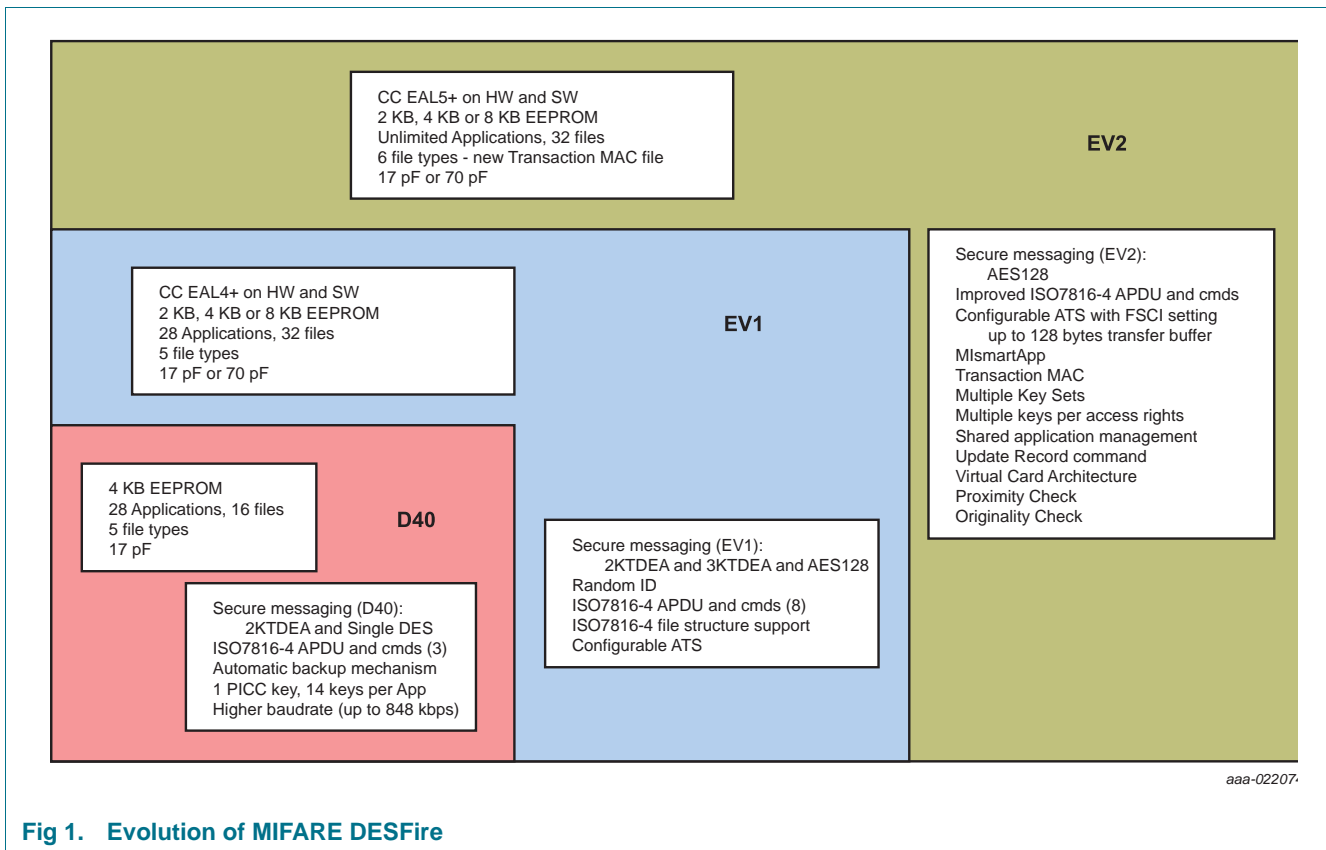 CC EAL5+ on HW and SW
2 KB, 4 KB or 8 KB EEPROM
Unlimited Applications, 32 files
6 file types - new Transaction MAC file
17 pF or 70 pF
EV2
Secure messaging (EV2):
AES128
Improved ISO7816-4 APDU and cmds
Configurable ATS with FSCI setting
up to 128 bytes transfer buffer
MIsmartApp
Transaction MAC
Multiple Key Sets
Multiple keys per access rights
Shared application management
Update Record command
Virtual Card Architecture
Proximity Check
Originality Check
CC EAL4+ on HW and SW
2 KB, 4 KB or 8 KB EEPROM
28 Applications, 32 files
5 file types
17 pF or 70 pF
EV1
Secure messaging (EV1):
2KTDEA and 3KTDEA and AES128
Random ID
ISO7816-4 APDU and cmds (8)
ISO7816-4 file structure support
Configurable ATS
4 KB EEPROM
28 Applications, 16 files
5 file types
17 pF
D40
Secure messaging (D40):
2KTDEA and Single DES
ISO7816-4 APDU and cmds (3)
Automatic backup mechanism
1 PICC key, 14 keys per App
Higher baudrate (up to 848 kbps)
aaa-022074
Fig 1. Evolution of MIFARE DESFire